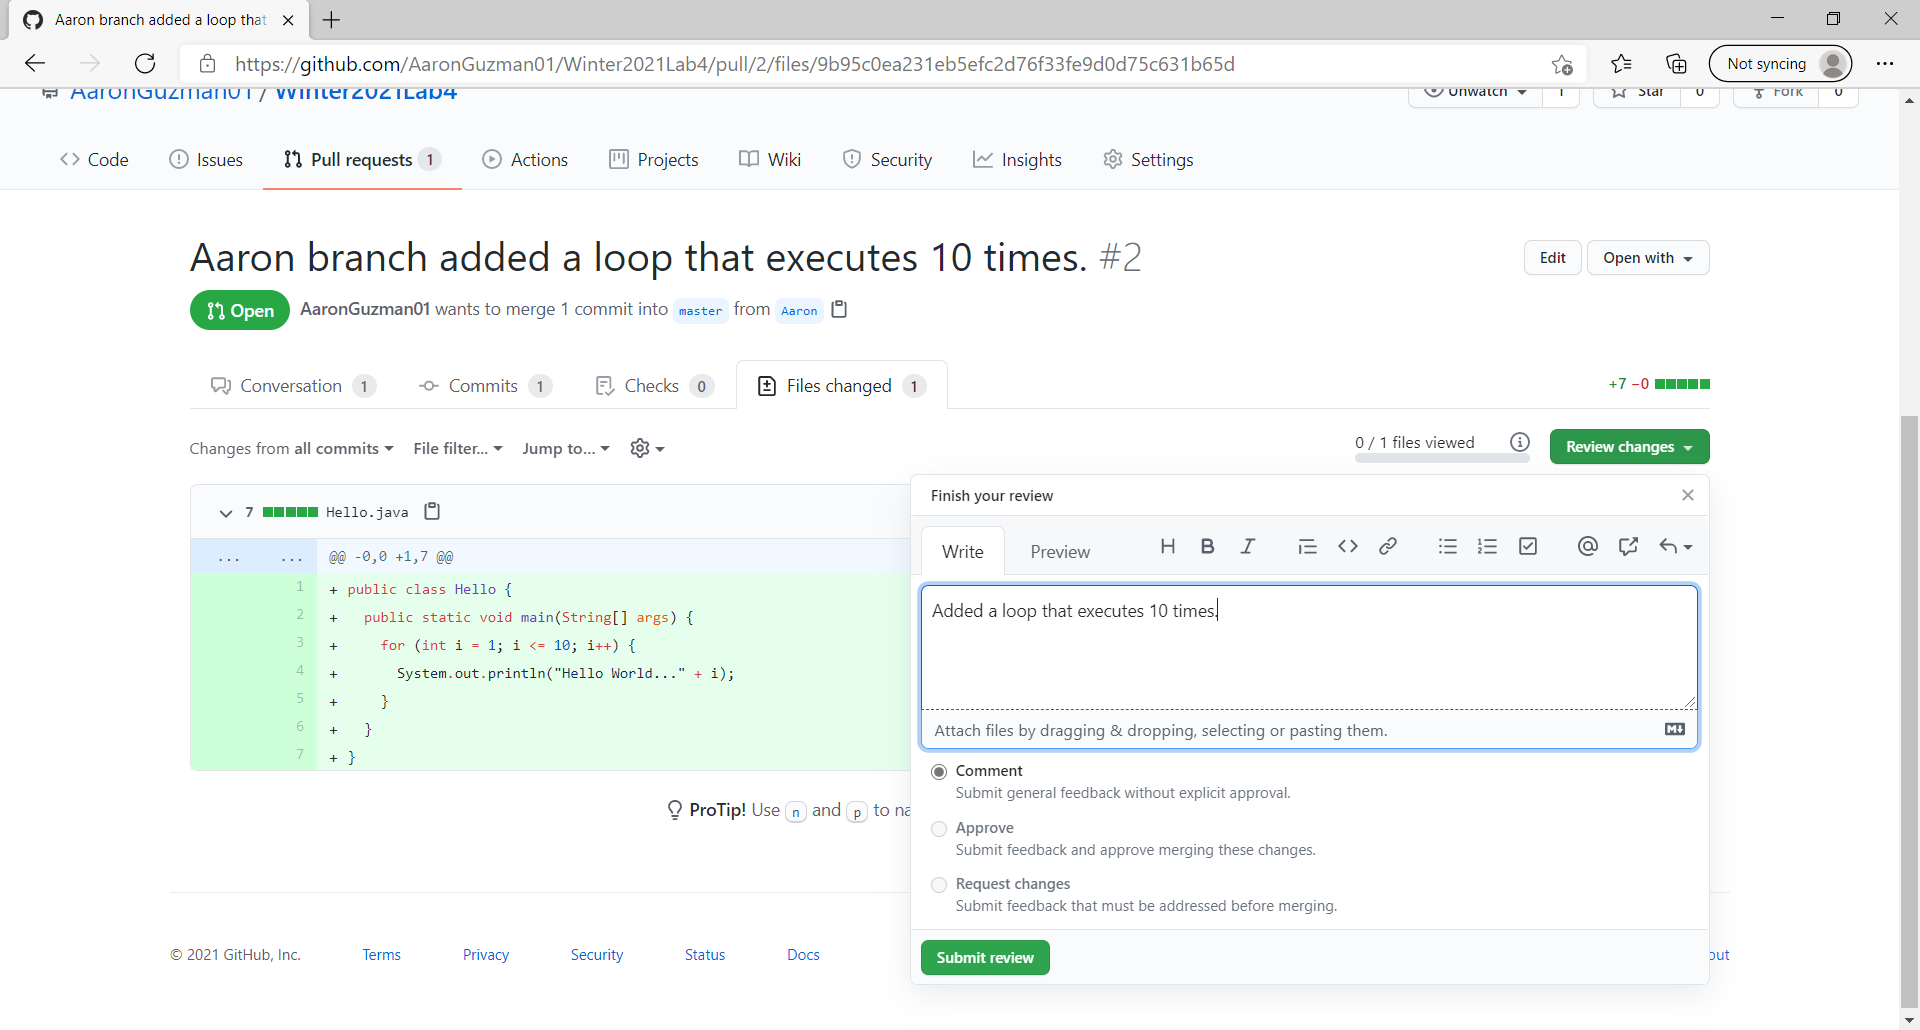 Aaron branch added a loop that
https://github.com/AaronGuzman01/Winter2021Lab4/pull/2/files/9b95c0ea231eb5efc2d76f33fe9d0d75c631b65d
Not syncing
AaronGuzman01 / Winter2021Lab4
Unwatch 1 Star 0 Fork 0
Code Issues Pull requests 1 Actions Projects Wiki Security Insights Settings
Aaron branch added a loop that executes 10 times. #2
Edit Open with
Open AaronGuzman01 wants to merge 1 commit into master from Aaron
Conversation 1 Commits 1 Checks 0 Files changed 1 +7 −0
Changes from all commits File filter... Jump to... 0 / 1 files viewed Review changes
7 Hello.java
... ... @@ -0,0 +1,7 @@
1 + public class Hello {
2 + public static void main(String[] args) {
3 + for (int i = 1; i <= 10; i++) {
4 + System.out.println("Hello World..." + i);
5 + }
6 + }
7 + }
ProTip! Use n and p to na
Finish your review
Write Preview
Added a loop that executes 10 times.
Attach files by dragging & dropping, selecting or pasting them.
Comment
Submit general feedback without explicit approval.
Approve
Submit feedback and approve merging these changes.
Request changes
Submit feedback that must be addressed before merging.
Submit review
© 2021 GitHub, Inc. Terms Privacy Security Status Docs out